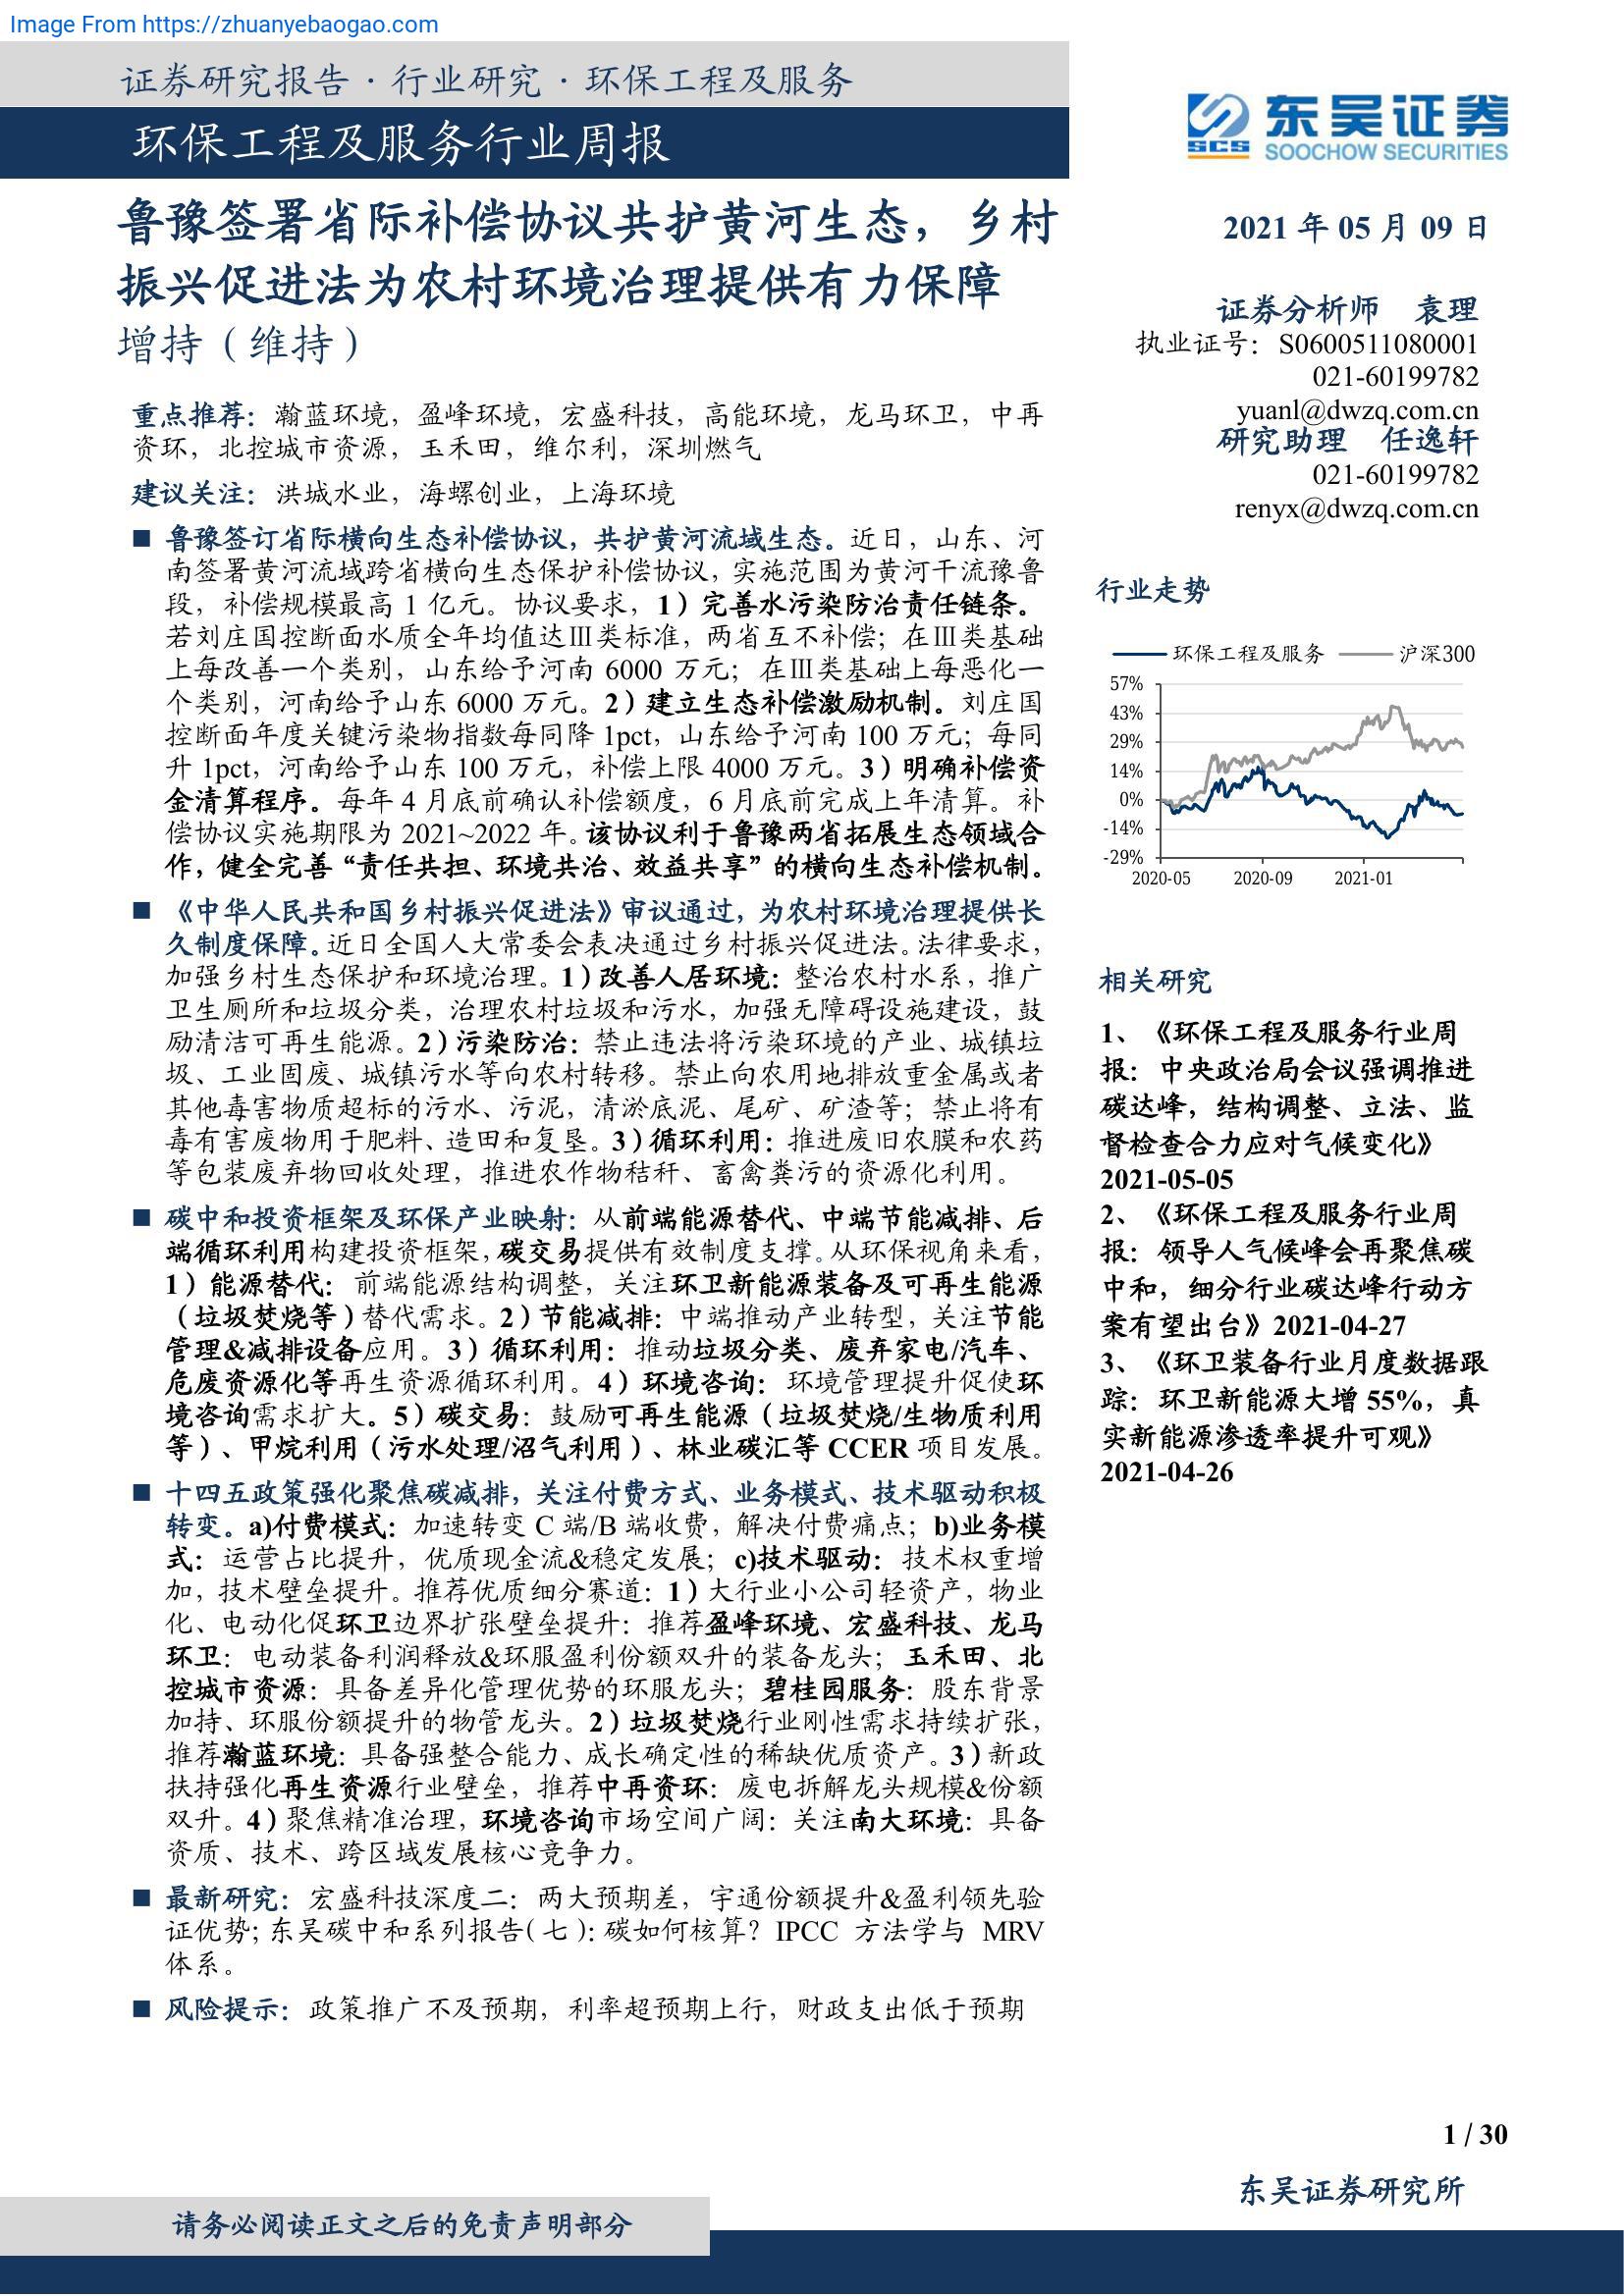 Image From https://zhuanyebaogao.com
证券研究报告·行业研究·环保工程及服务
环保工程及服务行业周报
东吴证券
SCS SOOCHOW SECURITIES
鲁豫签署省际补偿协议共护黄河生态，乡村
振兴促进法为农村环境治理提供有力保障
增持（维持）
2021 年 05 月 09 日
证券分析师 袁理
执业证号：S0600511080001
021-60199782
yuanl@dwzq.com.cn
研究助理 任逸轩
021-60199782
renyx@dwzq.com.cn
重点推荐：瀚蓝环境，盈峰环境，宏盛科技，高能环境，龙马环卫，中再
资环，北控城市资源，玉禾田，维尔利，深圳燃气
建议关注：洪城水业，海螺创业，上海环境
■ 鲁豫签订省际横向生态补偿协议，共护黄河流域生态。近日，山东、河
南签署黄河流域跨省横向生态保护补偿协议，实施范围为黄河干流豫鲁
段，补偿规模最高 1 亿元。协议要求，1）完善水污染防治责任链条。
若刘庄国控断面水质全年均值达Ⅲ类标准，两省互不补偿；在Ⅲ类基础
上每改善一个类别，山东给予河南 6000 万元；在Ⅲ类基础上每恶化一
个类别，河南给予山东 6000 万元。2）建立生态补偿激励机制。刘庄国
控断面年度关键污染物指数每同降 1pct，山东给予河南 100 万元；每同
升 1pct，河南给予山东 100 万元，补偿上限 4000 万元。3）明确补偿资
金清算程序。每年 4 月底前确认补偿额度，6 月底前完成上年清算。补
偿协议实施期限为 2021~2022 年。该协议利于鲁豫两省拓展生态领域合
作，健全完善“责任共担、环境共治、效益共享”的横向生态补偿机制。
■ 《中华人民共和国乡村振兴促进法》审议通过，为农村环境治理提供长
久制度保障。近日全国人大常委会表决通过乡村振兴促进法。法律要求，
加强乡村生态保护和环境治理。1）改善人居环境：整治农村水系，推广
卫生厕所和垃圾分类，治理农村垃圾和污水，加强无障碍设施建设，鼓
励清洁可再生能源。2）污染防治：禁止违法将污染环境的产业、城镇垃
圾、工业固废、城镇污水等向农村转移。禁止向农用地排放重金属或者
其他毒害物质超标的污水、污泥，清淤底泥、尾矿、矿渣等；禁止将有
毒有害废物用于肥料、造田和复垦。3）循环利用：推进废旧农膜和农药
等包装废弃物回收处理，推进农作物秸秆、畜禽粪污的资源化利用。
■ 碳中和投资框架及环保产业映射：从前端能源替代、中端节能减排、后
端循环利用构建投资框架，碳交易提供有效制度支撑。从环保视角来看，
1）能源替代：前端能源结构调整，关注环卫新能源装备及可再生能源
（垃圾焚烧等）替代需求。2）节能减排：中端推动产业转型，关注节能
管理&减排设备应用。3）循环利用：推动垃圾分类、废弃家电/汽车、
危废资源化等再生资源循环利用。4）环境咨询：环境管理提升促使环
境咨询需求扩大。5）碳交易：鼓励可再生能源（垃圾焚烧/生物质利用
等）、甲烷利用（污水处理/沼气利用）、林业碳汇等 CCER 项目发展。
■ 十四五政策强化聚焦碳减排，关注付费方式、业务模式、技术驱动积极
转变。a)付费模式：加速转变 C 端/B 端收费，解决付费痛点；b)业务模
式：运营占比提升，优质现金流&稳定发展；c)技术驱动：技术权重增
加，技术壁垒提升。推荐优质细分赛道：1）大行业小公司轻资产，物业
化、电动化促环卫边界扩张壁垒提升：推荐盈峰环境、宏盛科技、龙马
环卫：电动装备利润释放&环服盈利份额双升的装备龙头；玉禾田、北
控城市资源：具备差异化管理优势的环服龙头；碧桂园服务：股东背景
加持、环服份额提升的物管龙头。2）垃圾焚烧行业刚性需求持续扩张，
推荐瀚蓝环境：具备强整合能力、成长确定性的稀缺优质资产。3）新政
扶持强化再生资源行业壁垒，推荐中再资环：废电拆解龙头规模&份额
双升。4）聚焦精准治理，环境咨询市场空间广阔：关注南大环境：具备
资质、技术、跨区域发展核心竞争力。
■ 最新研究：宏盛科技深度二：两大预期差，宇通份额提升&盈利领先验
证优势；东吴碳中和系列报告(七)：碳如何核算？IPCC 方法学与 MRV
体系。
■ 风险提示：政策推广不及预期，利率超预期上行，财政支出低于预期
行业走势
环保工程及服务 沪深300
57%
43%
29%
14%
0%
-14%
-29%
2020-05 2020-09 2021-01
相关研究
1、《环保工程及服务行业周
报：中央政治局会议强调推进
碳达峰，结构调整、立法、监
督检查合力应对气候变化》
2021-05-05
2、《环保工程及服务行业周
报：领导人气候峰会再聚焦碳
中和，细分行业碳达峰行动方
案有望出台》2021-04-27
3、《环卫装备行业月度数据跟
踪：环卫新能源大增 55%，真
实新能源渗透率提升可观》
2021-04-26
1 / 30
东吴证券研究所
请务必阅读正文之后的免责声明部分